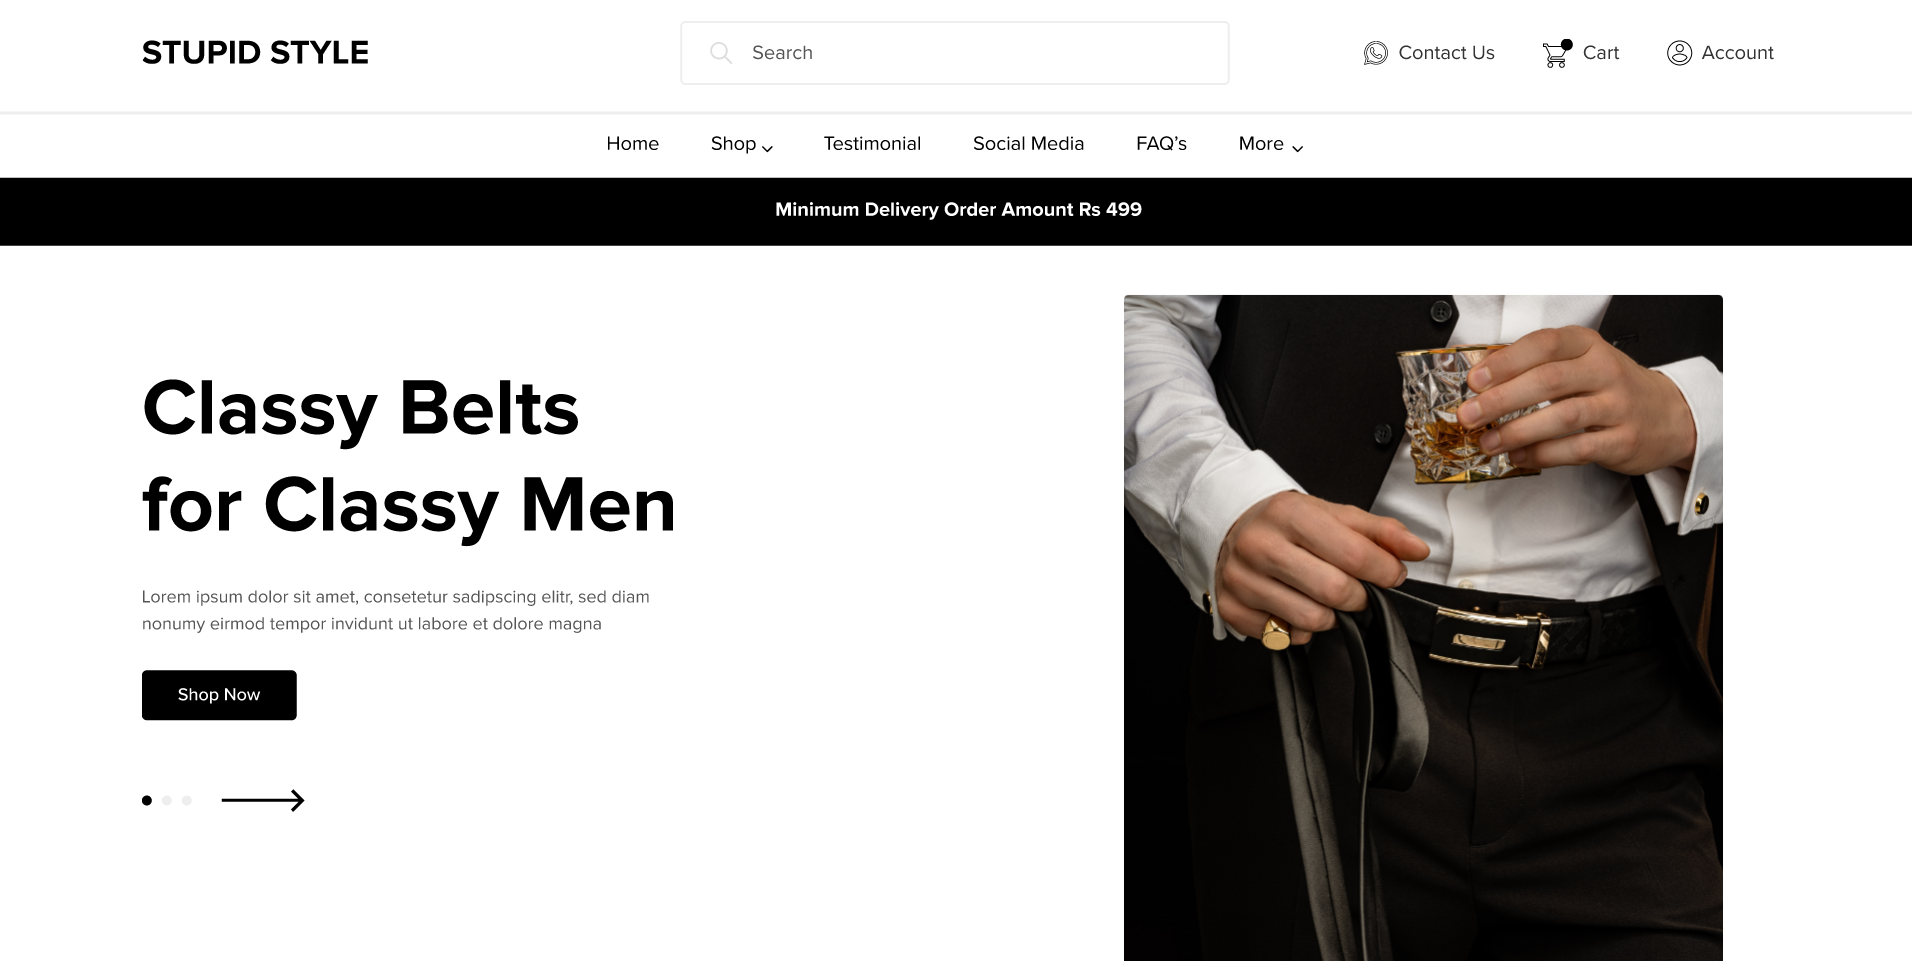 STUPID STYLE
Search
Contact Us
Cart
Account
Home
Shop
Testimonial
Social Media
FAQ’s
More
Minimum Delivery Order Amount Rs 499
Classy Belts
for Classy Men
Lorem ipsum dolor sit amet, consetetur sadipscing elitr, sed diam
nonumy eirmod tempor invidunt ut labore et dolore magna
Shop Now